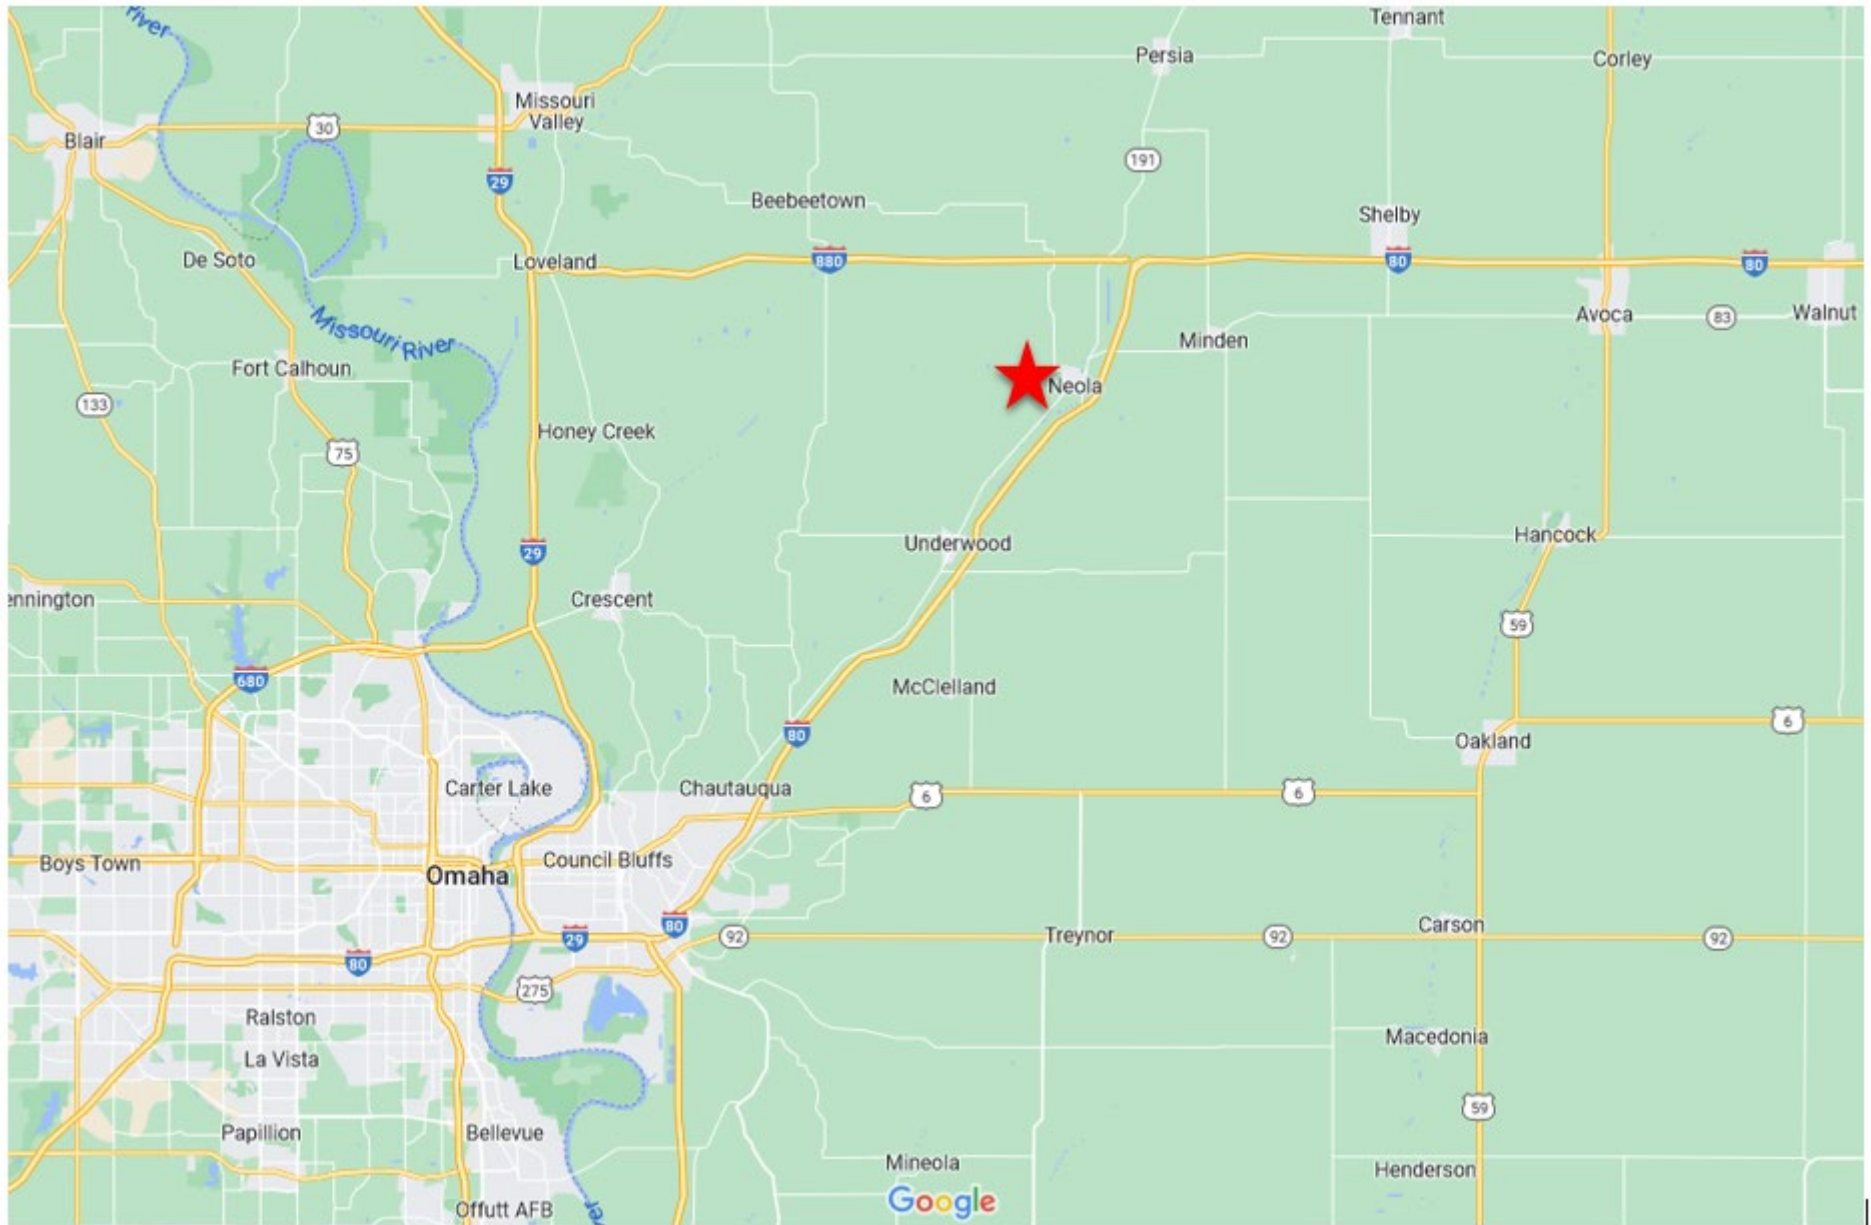 River
Tennant
Persia
Corley
Missouri
Valley
30
Blair
191
29
Beebeetown
Shelby
De Soto
Loveland
880
80
80
Missouri River
Avoca
83
Walnut
Minden
Fort Calhoun
Neola
133
Honey Creek
75
Hancock
Underwood
29
ennington
Crescent
59
680
McClelland
6
80
Oakland
Carter Lake
Chautauqua
6
6
Boys Town
Council Bluffs
Omaha
Carson
80
29
92
Treynor
92
92
80
275
Ralston
Macedonia
La Vista
59
Papillion
Bellevue
Mineola
Henderson
Google
Offutt AFB
ver